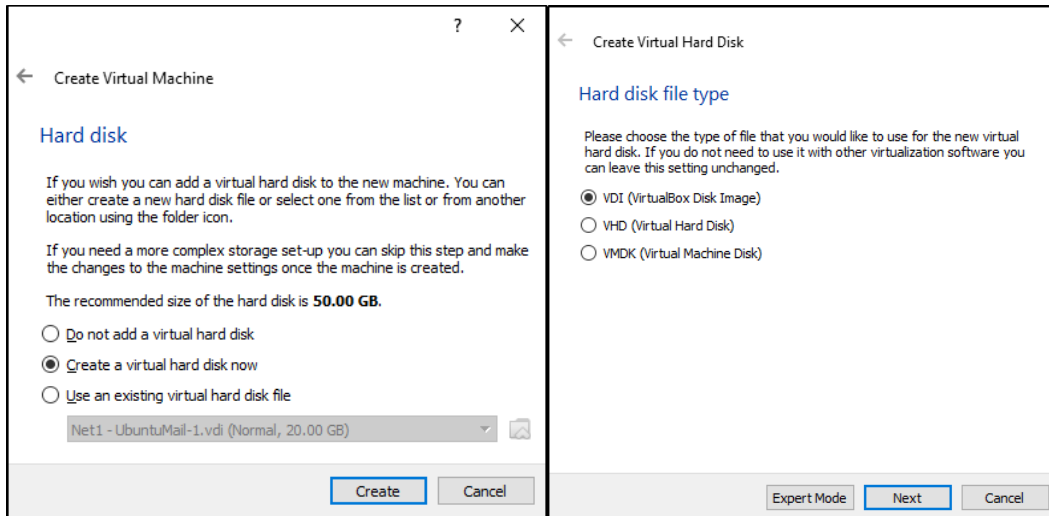 ?
Create Virtual Machine
Hard disk
If you wish you can add a virtual hard disk to the new machine. You can
either create a new hard disk file or select one from the list or from another
location using the folder icon.
If you need a more complex storage set-up you can skip this step and make
the changes to the machine settings once the machine is created.
The recommended size of the hard disk is 50.00 GB.
Do not add a virtual hard disk
Create a virtual hard disk now
Use an existing virtual hard disk file
Net1 - UbuntuMail-1.vdi (Normal, 20.00 GB)
Create Cancel
Create Virtual Hard Disk
Hard disk file type
Please choose the type of file that you would like to use for the new virtual
hard disk. If you do not need to use it with other virtualization software you
can leave this setting unchanged.
VDI (VirtualBox Disk Image)
VHD (Virtual Hard Disk)
VMDK (Virtual Machine Disk)
Expert Mode Next Cancel